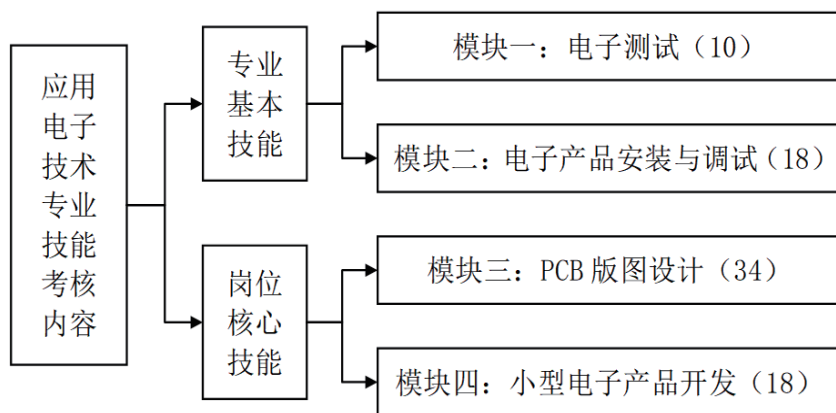 应用
电子
技术
专业
技能
考核
内容
专业
基本
技能
模块一：电子测试（10）
模块二：电子产品安装与调试（18）
岗位
核心
技能
模块三：PCB 版图设计（34）
模块四：小型电子产品开发（18）